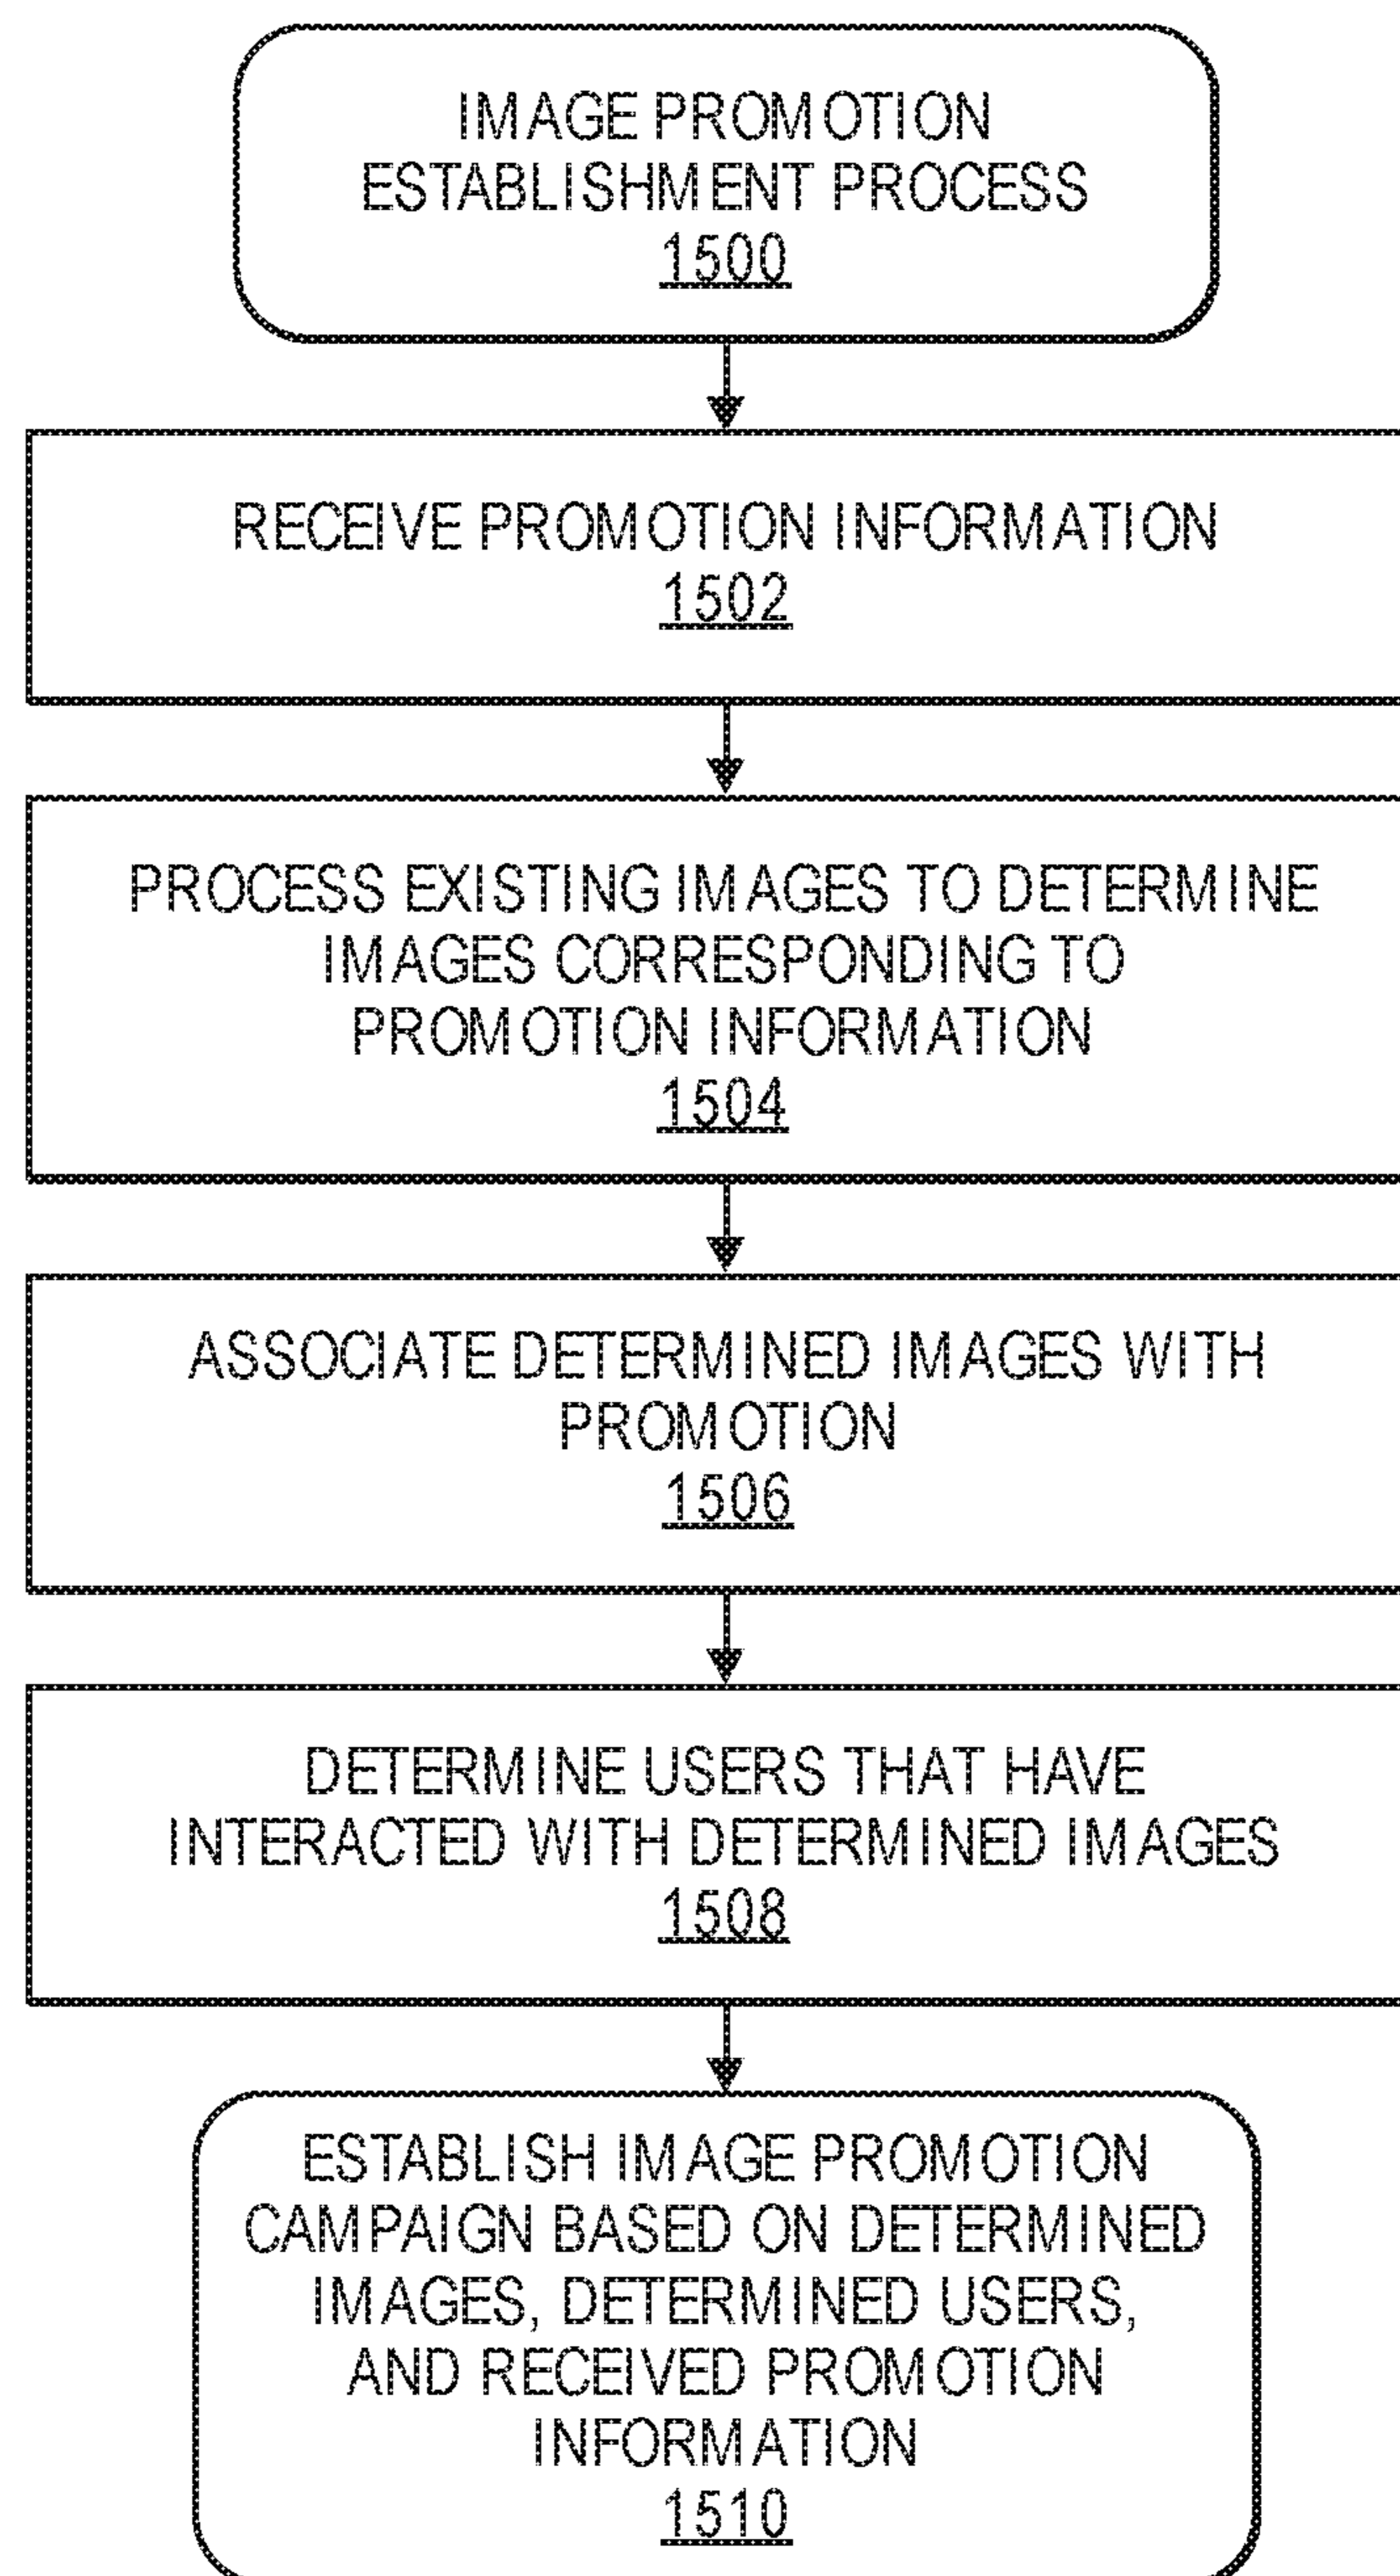 IMAGE PROMOTION
ESTABLISHMENT PROCESS
1500
RECEIVE PROMOTION INFORMATION
1502
PROCESS EXISTING IMAGES TO DETERMINE
IMAGES CORRESPONDING TO
PROMOTION INFORMATION
1504
ASSOCIATE DETERMINED IMAGES WITH
PROMOTION
1506
DETERMINE USERS THAT HAVE
INTERACTED WITH DETERMINED IMAGES
1508
ESTABLISH IMAGE PROMOTION
CAMPAIGN BASED ON DETERMINED
IMAGES, DETERMINED USERS,
AND RECEIVED PROMOTION
INFORMATION
1510